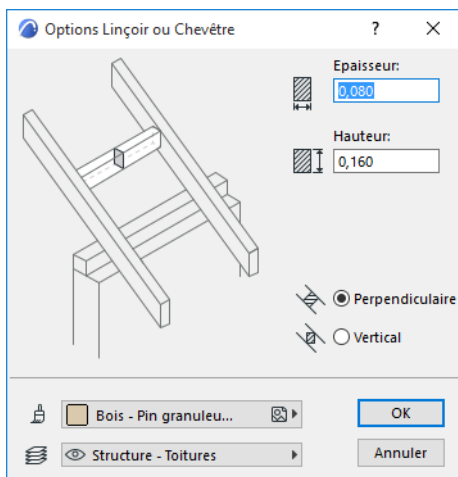 Options Linçoir ou Chevêtre ?
Epaisseur:
0,080
Hauteur:
0,160
Perpendiculaire
Vertical
Bois - Pin granuleu...
OK
Structure - Toitures
Annuler